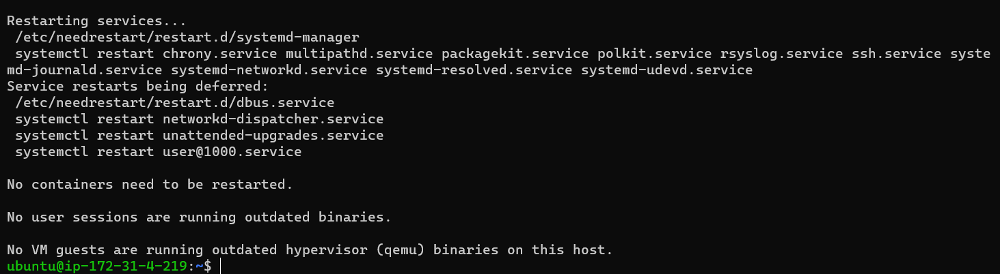 Restarting services...
 /etc/needrestart/restart.d/systemd-manager
 systemctl restart chrony.service multipathd.service packagekit.service polkit.service rsyslog.service ssh.service syste
md-journald.service systemd-networkd.service systemd-resolved.service systemd-udevd.service
Service restarts being deferred:
 /etc/needrestart/restart.d/dbus.service
 systemctl restart networkd-dispatcher.service
 systemctl restart unattended-upgrades.service
 systemctl restart user@1000.service

No containers need to be restarted.

No user sessions are running outdated binaries.

No VM guests are running outdated hypervisor (qemu) binaries on this host.
ubuntu@ip-172-31-4-219:~$